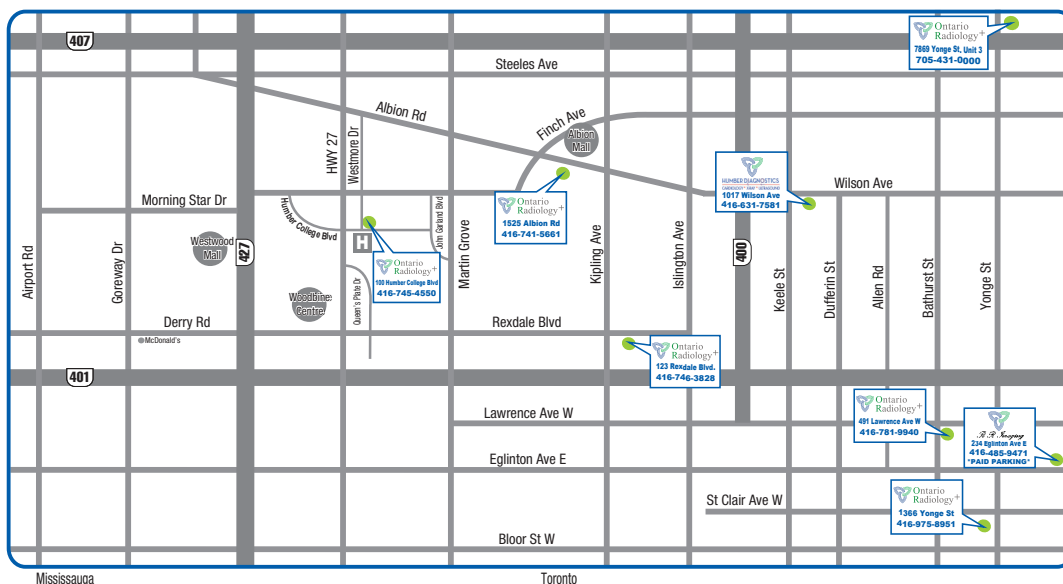 407
Ontario
Radiology+
7869 Yonge St, Unit 3
705-431-0000
Steeles Ave
Albion Rd
Finch Ave
Albion
Mall
HWY 27
Westmore Dr
HUMBER DIAGNOSTICS
1017 Wilson Ave
416-631-7581
Wilson Ave
Morning Star Dr
Humber College Blvd
John Garland Blvd
Ontario
Radiology+
1525 Albion Rd
416-741-5661
Airport Rd
Goreway Dr
Westwood
Mall
427
H
Ontario
Radiology+
100 Humber College Blvd
416-745-4550
Martin Grove
Kipling Ave
Islington Ave
400
Keele St
Dufferin St
Allen Rd
Bathurst St
Yonge St
Woodbine
Centre
Queen's Plate Dr
Derry Rd
McDonald's
Rexdale Blvd
Ontario
Radiology+
123 Rexdale Blvd.
416-746-3828
401
Lawrence Ave W
Ontario
Radiology+
491 Lawrence Ave W
416-781-9940
B R Imaging
234 Eglinton Ave E
416-485-9471
*PAID PARKING*
Eglinton Ave E
St Clair Ave W
Ontario
Radiology+
1366 Yonge St
416-975-8951
Bloor St W
Mississauga
Toronto